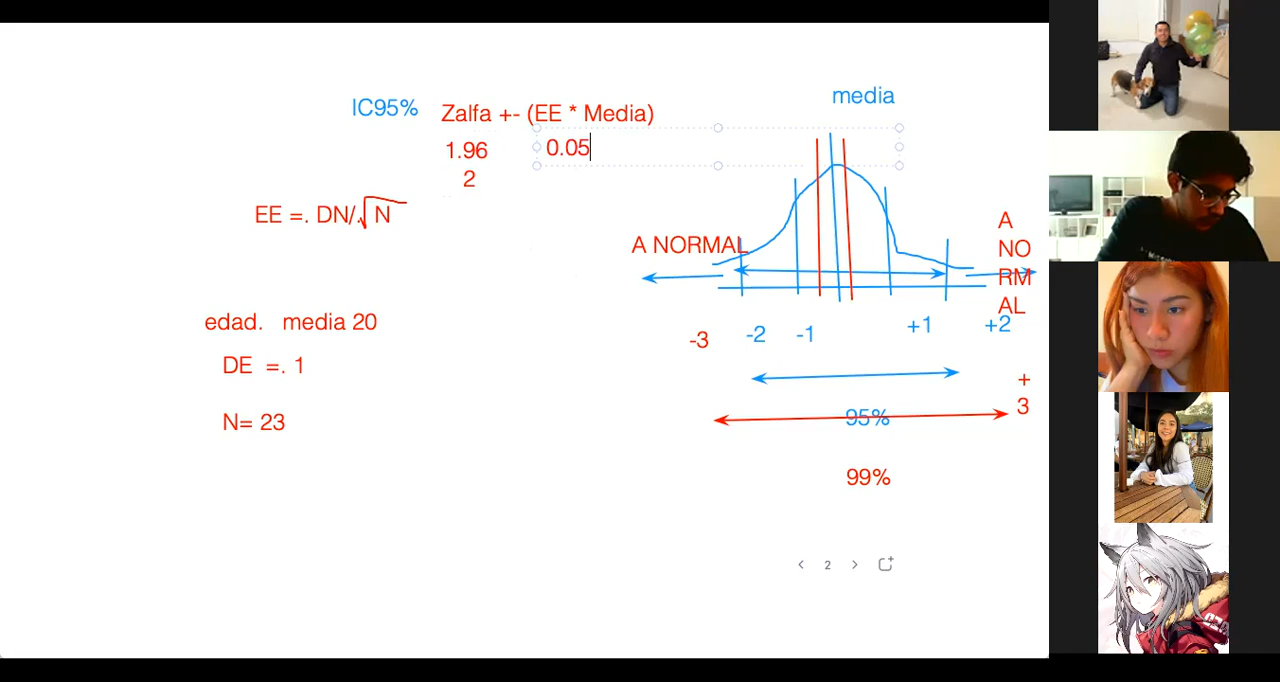 media
IC95% Zalfa +- (EE * Media)
1.96 0.05
2
EE =. DN/.√N
A NORMAL
A
NO
RM
AL
edad. media 20
-3 -2 -1 +1 +2
DE =. 1
+
3
N= 23
95%
99%
< 2 >